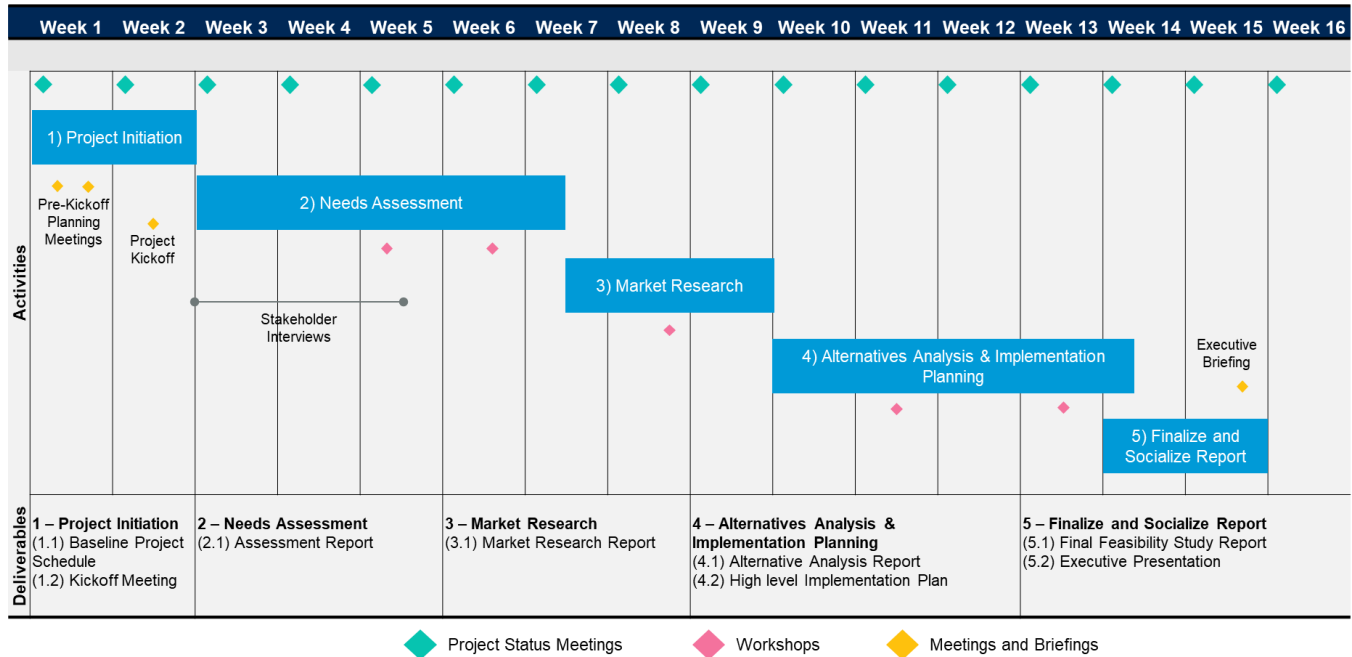 Week 1 Week 2 Week 3 Week 4 Week 5 Week 6 Week 7 Week 8 Week 9 Week 10 Week 11 Week 12 Week 13 Week 14 Week 15 Week 16
Activities
1) Project Initiation
Pre-Kickoff
Planning
Meetings
Project
Kickoff
2) Needs Assessment
Stakeholder
Interviews
3) Market Research
4) Alternatives Analysis & Implementation
Planning
Executive
Briefing
5) Finalize and
Socialize Report
Deliverables
1 – Project Initiation
(1.1) Baseline Project
Schedule
(1.2) Kickoff Meeting
2 – Needs Assessment
(2.1) Assessment Report
3 – Market Research
(3.1) Market Research Report
4 – Alternatives Analysis &
Implementation Planning
(4.1) Alternative Analysis Report
(4.2) High level Implementation Plan
5 – Finalize and Socialize Report
(5.1) Final Feasibility Study Report
(5.2) Executive Presentation
Project Status Meetings
Workshops
Meetings and Briefings